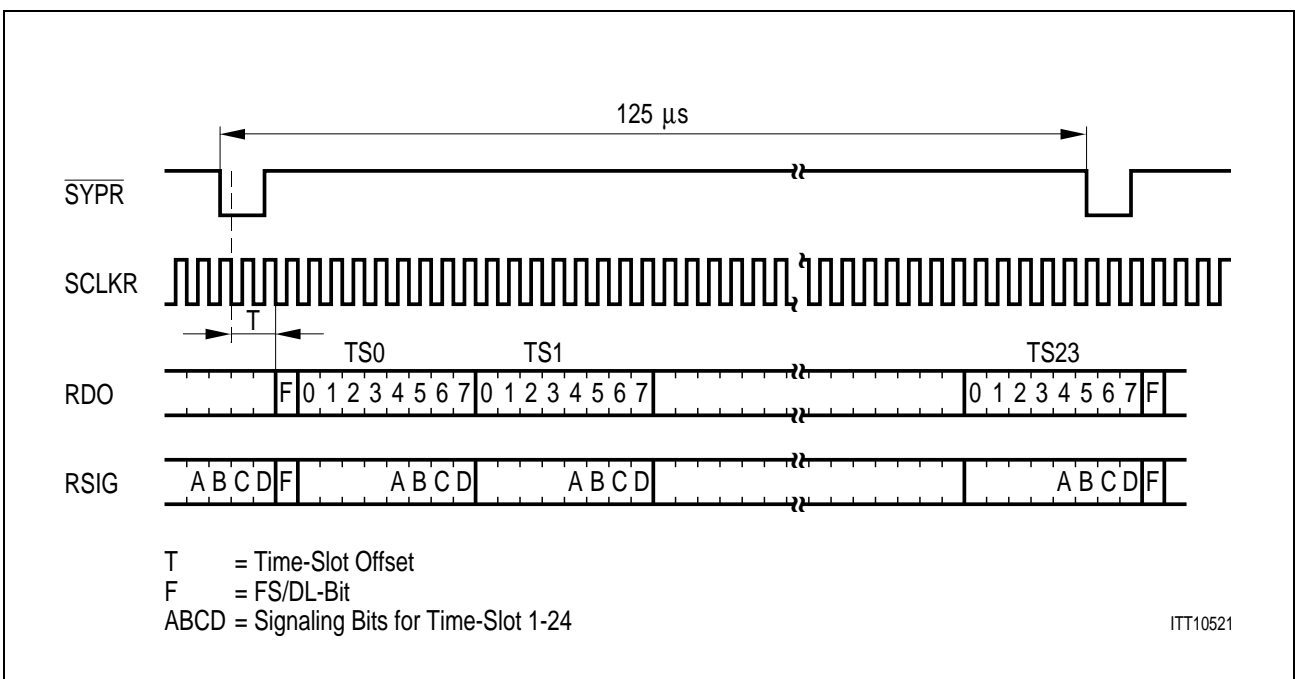 125 μs
SYPR
SCLKR
T
TS0 TS1 TS23
RDO F 0 1 2 3 4 5 6 7 0 1 2 3 4 5 6 7 0 1 2 3 4 5 6 7 F
RSIG A B C D F A B C D A B C D A B C D F
T = Time-Slot Offset
F = FS/DL-Bit
ABCD = Signaling Bits for Time-Slot 1-24
ITT10521